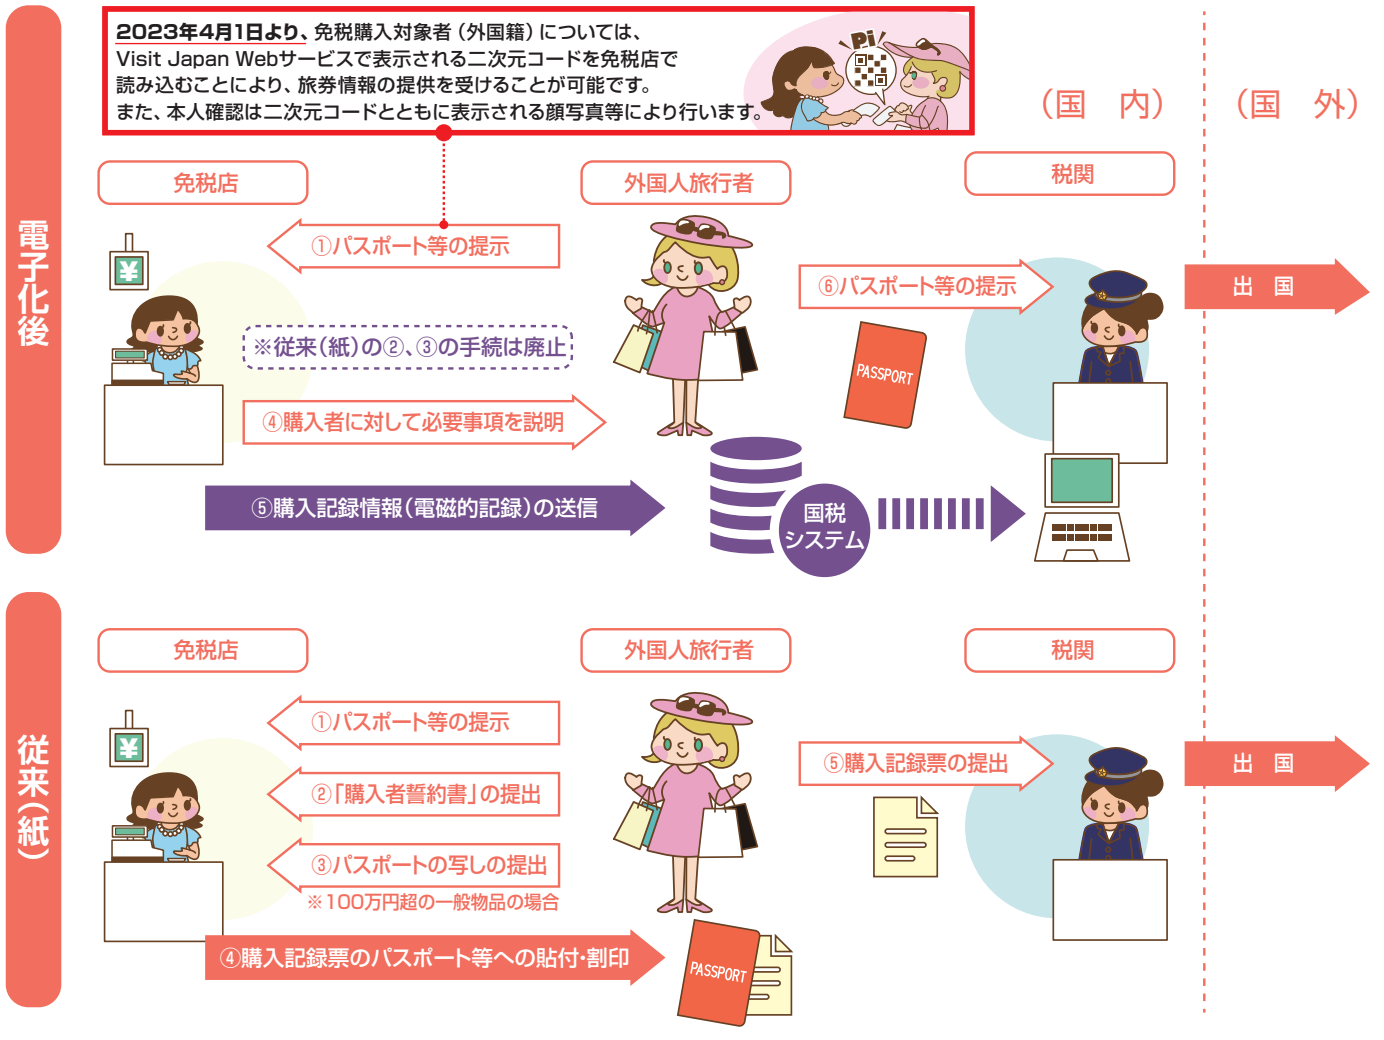 2023年4月1日より、免税購入対象者（外国籍）については、
Visit Japan Webサービスで表示される二次元コードを免税店で
読み込むことにより、旅券情報の提供を受けることが可能です。
また、本人確認は二次元コードとともに表示される顔写真等により行います。
Pi
（国　内）
（国　外）
電子化後
免税店
外国人旅行者
税関
①パスポート等の提示
¥
⑥パスポート等の提示
出　国
※従来（紙）の②、③の手続は廃止
PASSPORT
④購入者に対して必要事項を説明
⑤購入記録情報（電磁的記録）の送信
国税
システム
従来（紙）
免税店
外国人旅行者
税関
①パスポート等の提示
¥
⑤購入記録票の提出
出　国
②「購入者誓約書」の提出
③パスポートの写しの提出
※100万円超の一般物品の場合
④購入記録票のパスポート等への貼付・割印
PASSPORT